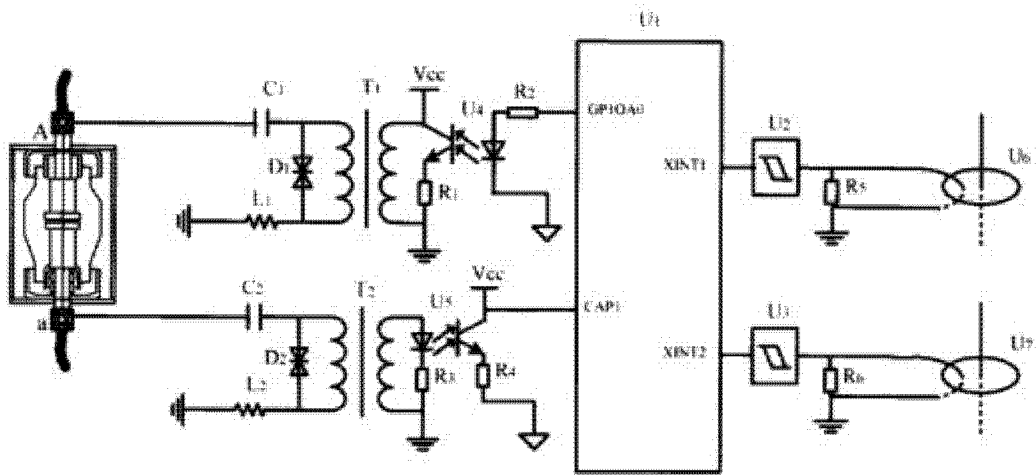 U1
C1
T1
Vcc
U4
R2
GPIOA0
A
D1
R1
L1
XINT1
U2
R5
U6
C2
T2
U5
Vcc
CAP1
a
D2
R3
R4
L2
XINT2
U3
R6
U7